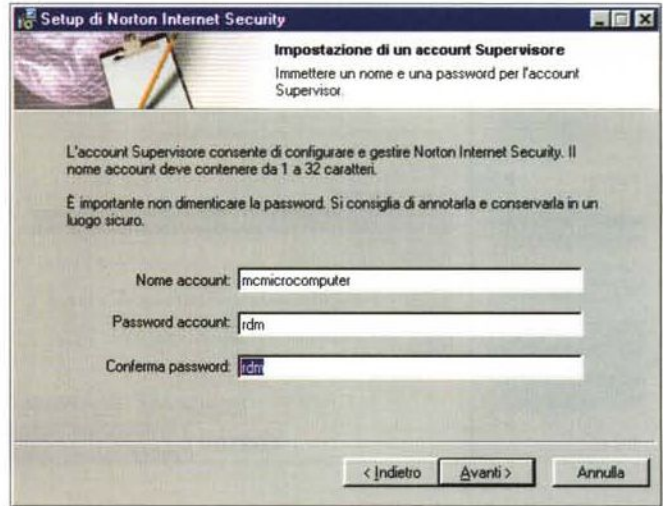 Setup di Norton Internet Security
Impostazione di un account Supervisore
Immettere un nome e una password per l'account
Supervisor.
L'account Supervisore consente di configurare e gestire Norton Internet Security. Il
nome account deve contenere da 1 a 32 caratteri.
È importante non dimenticare la password. Si consiglia di annotarla e conservarla in un
luogo sicuro.
Nome account: mcmicrocomputer
Password account: rdm
Conferma password: rdm
< Indietro Avanti > Annulla